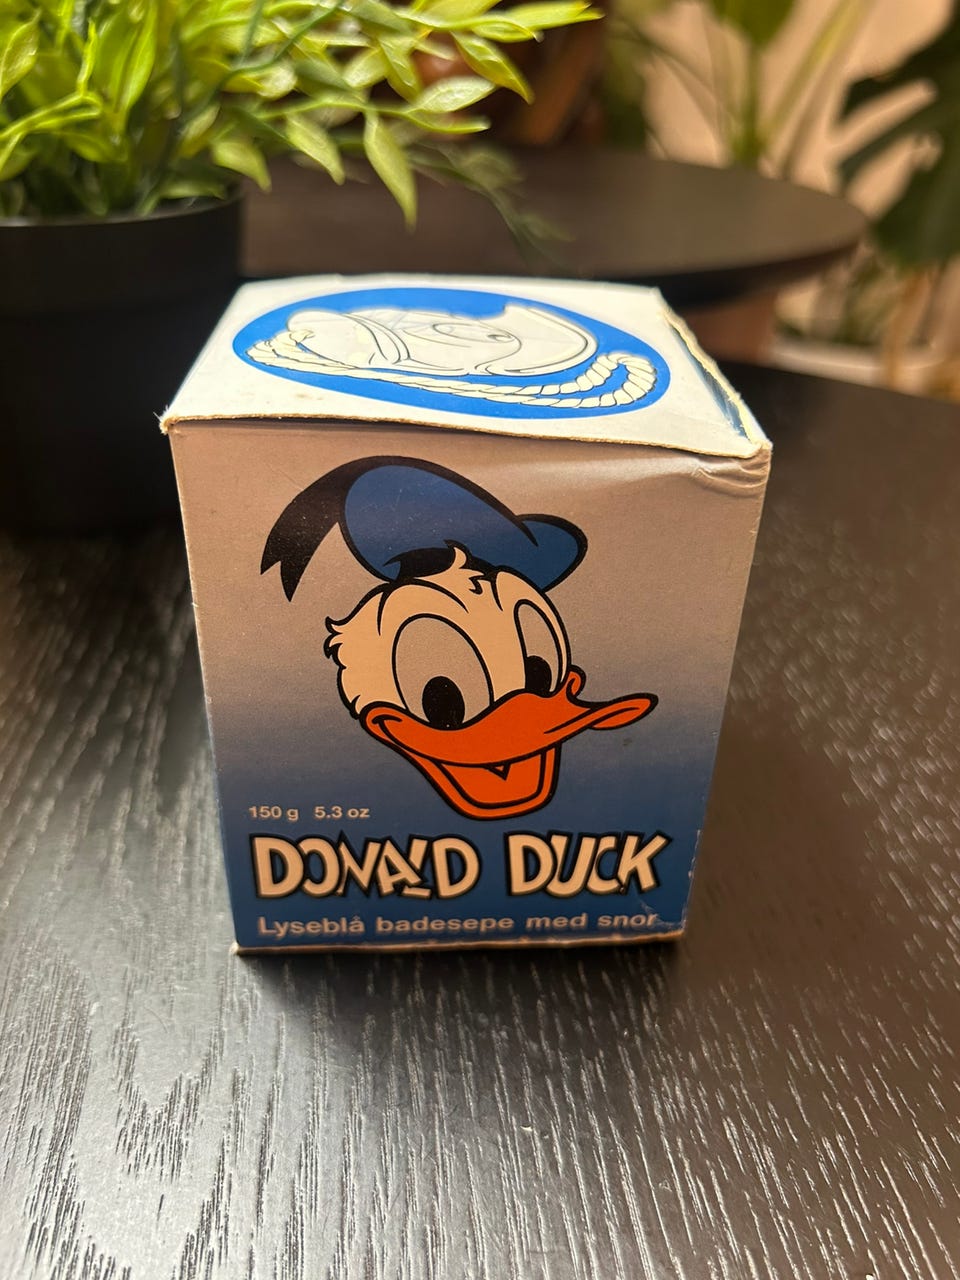 150 g 5.3 oz
DONALD DUCK
Lyseblå badesepe med snor